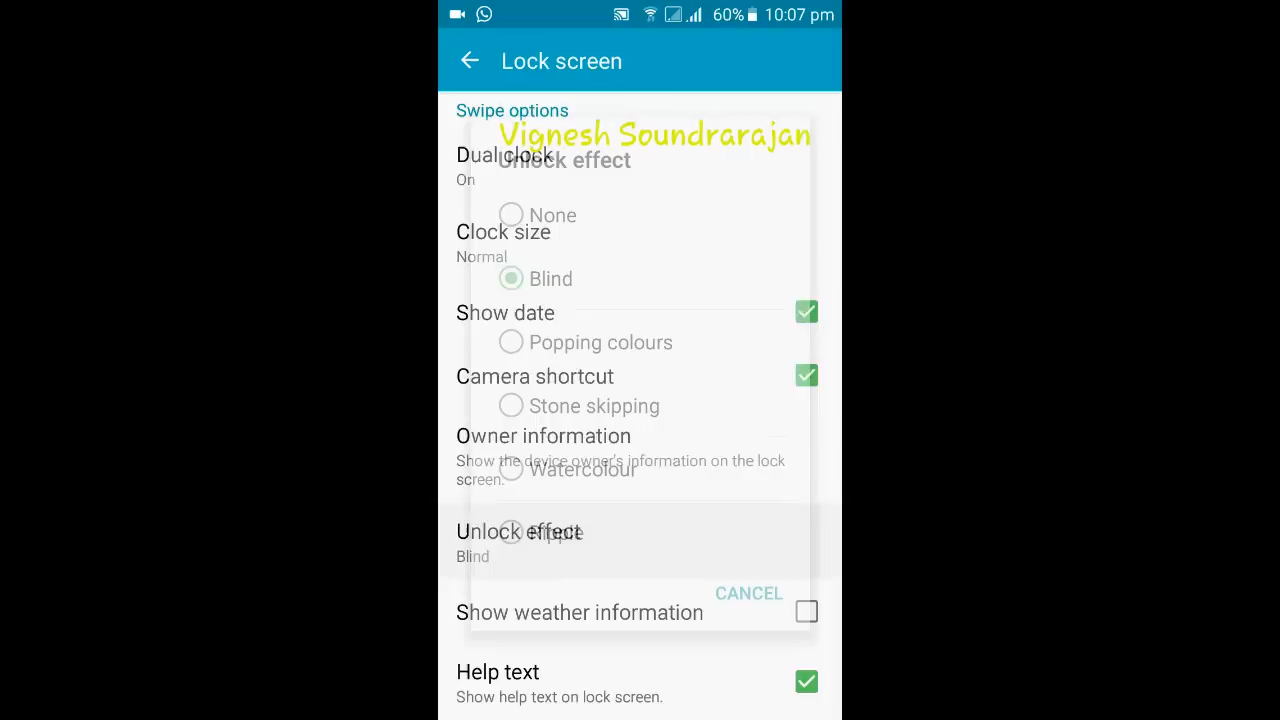 60% 10:07 pm
Lock screen
Swipe options
Vignesh Soundrarajan
Dual clock
Unlock effect
On
None
Clock size
Normal
Blind
Show date
Popping colours
Camera shortcut
Stone skipping
Owner information
Show the device owner's information on the lock
screen.
Watercolour
Unlock effect
Ripple
Blind
CANCEL
Show weather information
Help text
Show help text on lock screen.